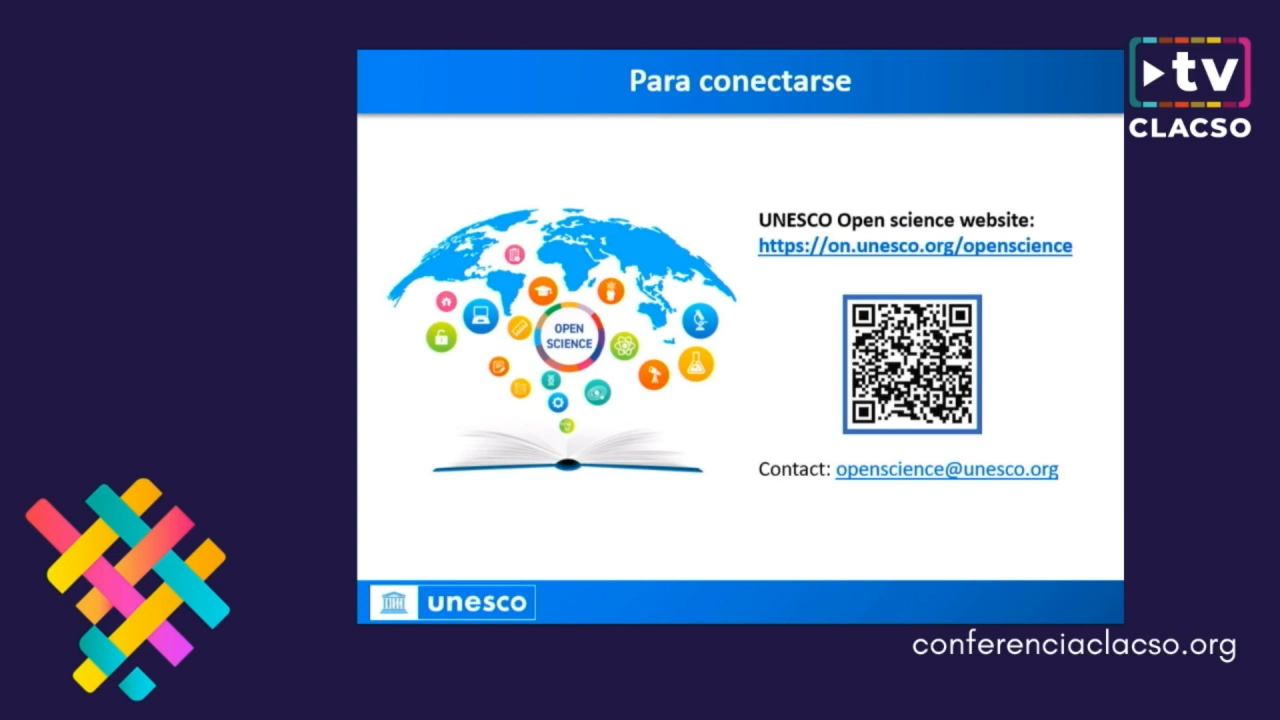 Para conectarse
tv
CLACSO
UNESCO Open science website:
https://on.unesco.org/openscience
OPEN
SCIENCE
Contact: openscience@unesco.org
unesco
conferenciaclacso.org